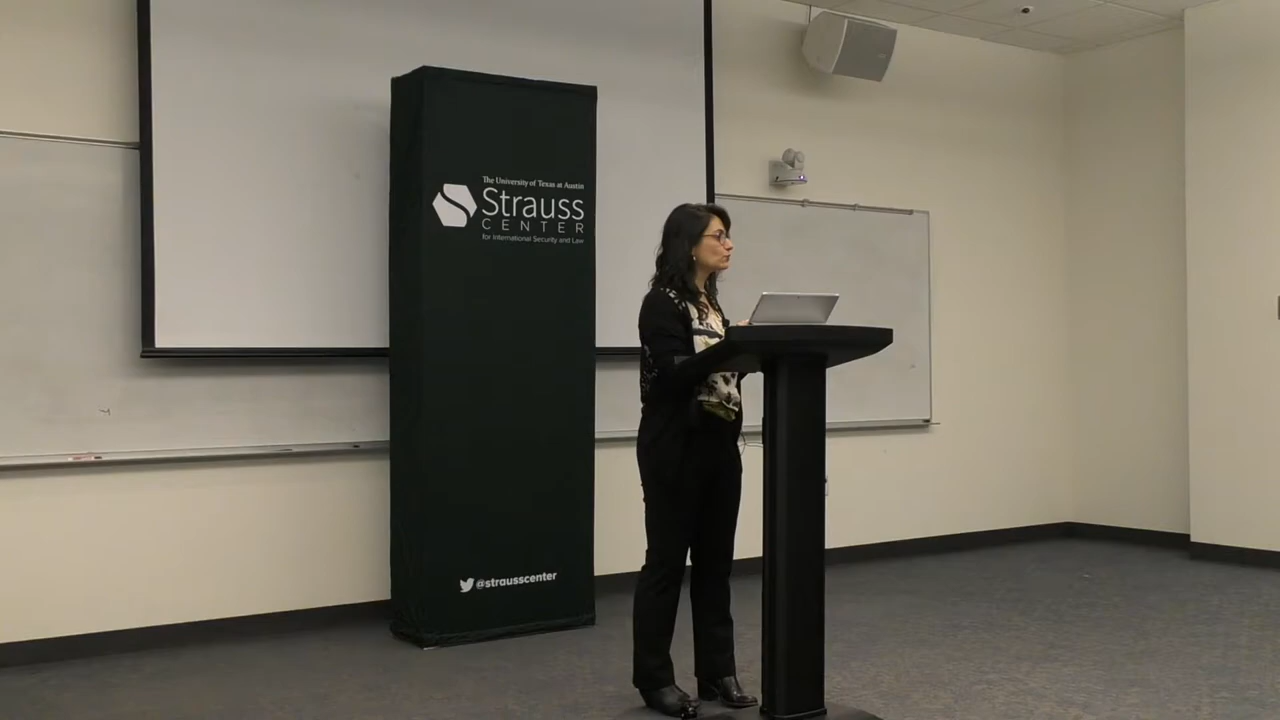 The University of Texas at Austin
Strauss
CENTER
for International Security and Law
@strausscenter